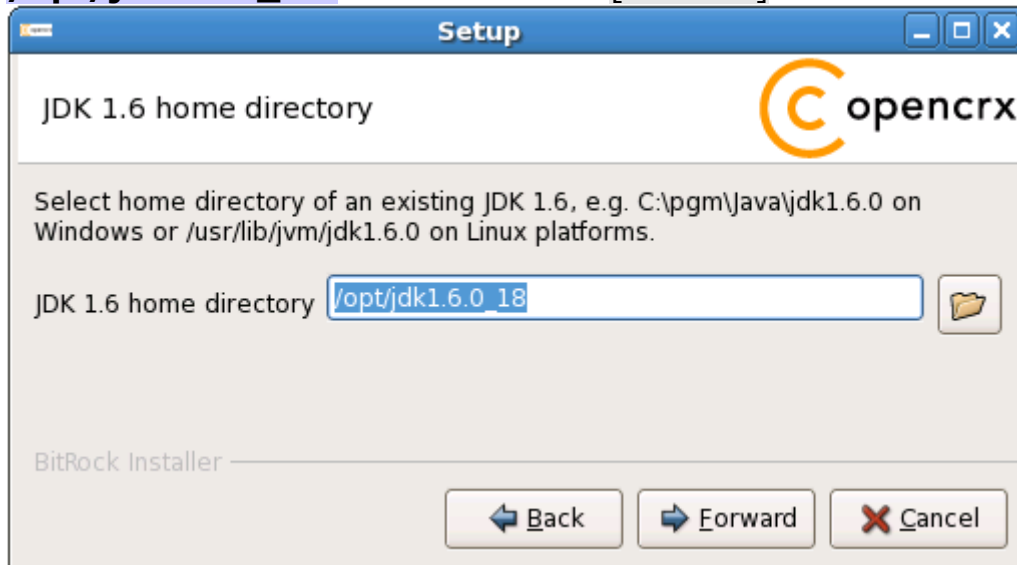 Setup
JDK 1.6 home directory
opencrx
Select home directory of an existing JDK 1.6, e.g. C:\pgm\Java\jdk1.6.0 on
Windows or /usr/lib/jvm/jdk1.6.0 on Linux platforms.
JDK 1.6 home directory /opt/jdk1.6.0_18
BitRock Installer
Back Forward Cancel